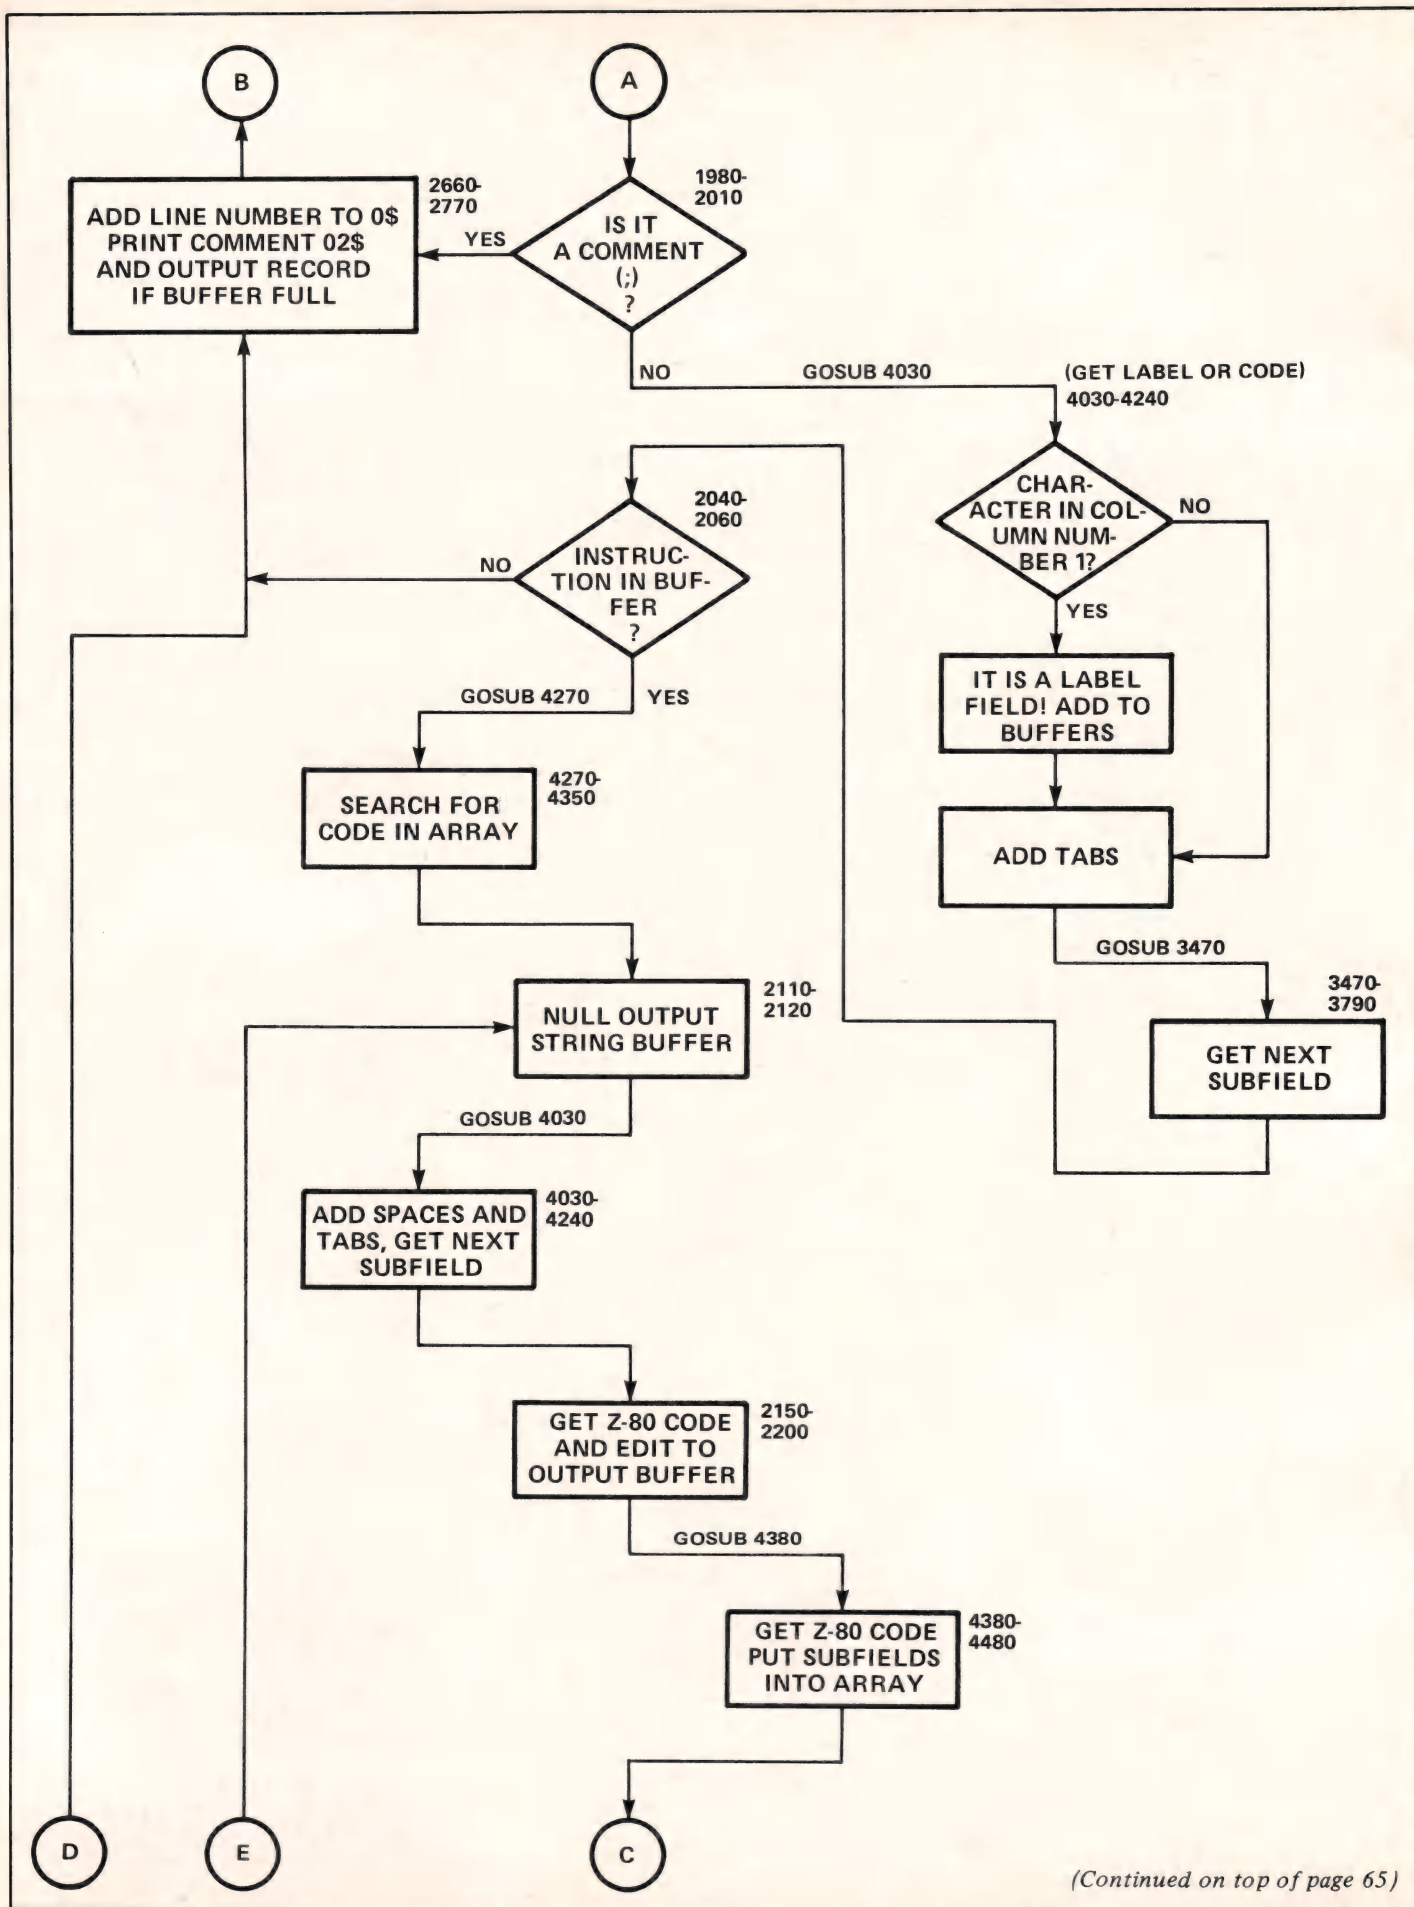 B
A
2660-
2770
ADD LINE NUMBER TO 0$
PRINT COMMENT 02$
AND OUTPUT RECORD
IF BUFFER FULL
YES
1980-
2010
IS IT
A COMMENT
(;)
?
NO
GOSUB 4030
(GET LABEL OR CODE)
4030-4240
CHAR-
ACTER IN COL-
UMN NUM-
BER 1?
NO
YES
2040-
2060
INSTRUC-
TION IN BUF-
FER
?
NO
GOSUB 4270
YES
IT IS A LABEL
FIELD! ADD TO
BUFFERS
4270-
4350
SEARCH FOR
CODE IN ARRAY
ADD TABS
GOSUB 3470
3470-
3790
GET NEXT
SUBFIELD
2110-
2120
NULL OUTPUT
STRING BUFFER
GOSUB 4030
4030-
4240
ADD SPACES AND
TABS, GET NEXT
SUBFIELD
2150-
2200
GET Z-80 CODE
AND EDIT TO
OUTPUT BUFFER
GOSUB 4380
4380-
4480
GET Z-80 CODE
PUT SUBFIELDS
INTO ARRAY
D
E
C
(Continued on top of page 65)